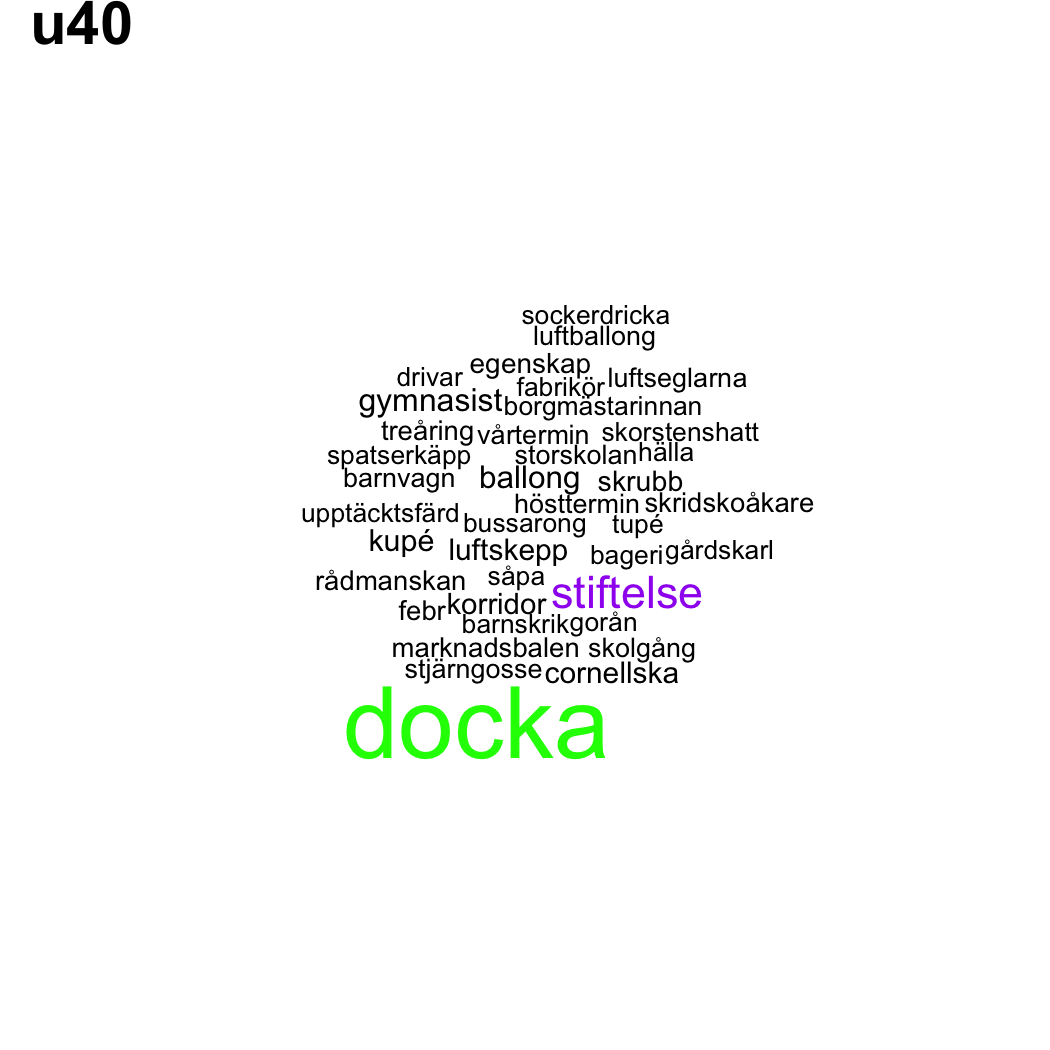 u40
sockerdricka
luftballong
egenskap
drivar fabrikör luftseglarna
gymnasist borgmästarinnan
treåring vårtermin skorstenshatt
spatserkäpp storskolan hälla
barnvagn ballong skrubb
hösttermin skridskoåkare
upptäcktsfärd bussarong tupé
kupé luftskepp bageri gårdskarl
rådmanskan såpa stiftelse
febr korridor
barnskrik gorån
marknadsbalen skolgång
stjärngosse cornellska
docka